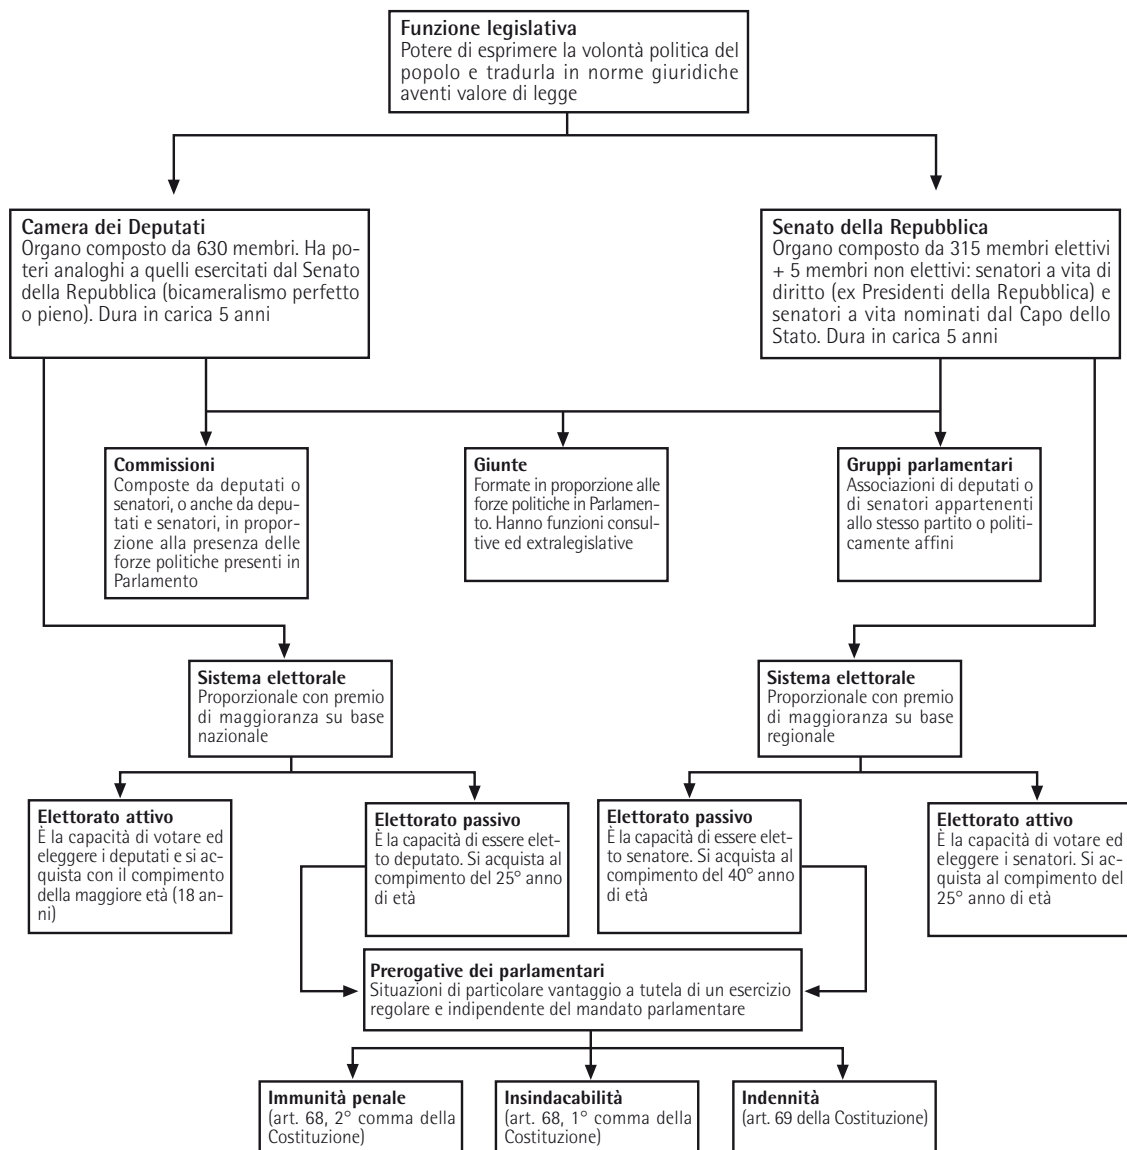 Funzione legislativa
Potere di esprimere la volontà politica del
popolo e tradurla in norme giuridiche
aventi valore di legge
Camera dei Deputati
Organo composto da 630 membri. Ha po-
teri analoghi a quelli esercitati dal Senato
della Repubblica (bicameralismo perfetto
o pieno). Dura in carica 5 anni
Senato della Repubblica
Organo composto da 315 membri elettivi
+ 5 membri non elettivi: senatori a vita di
diritto (ex Presidenti della Repubblica) e
senatori a vita nominati dal Capo dello
Stato. Dura in carica 5 anni
Commissioni
Composte da deputati o
senatori, o anche da depu-
tati e senatori, in propor-
zione alla presenza delle
forze politiche presenti in
Parlamento
Giunte
Formate in proporzione alle
forze politiche in Parlamen-
to. Hanno funzioni consul-
tive ed extralegislative
Gruppi parlamentari
Associazioni di deputati o
di senatori appartenenti
allo stesso partito o politi-
camente affini
Sistema elettorale
Proporzionale con premio
di maggioranza su base
nazionale
Sistema elettorale
Proporzionale con premio
di maggioranza su base
regionale
Elettorato attivo
È la capacità di votare ed
eleggere i deputati e si ac-
quista con il compimento
della maggiore età (18 an-
ni)
Elettorato passivo
È la capacità di essere elet-
to deputato. Si acquista al
compimento del 25° anno
di età
Elettorato passivo
È la capacità di essere elet-
to senatore. Si acquista al
compimento del 40° anno
di età
Elettorato attivo
È la capacità di votare ed
eleggere i senatori. Si ac-
quista al compimento del
25° anno di età
Prerogative dei parlamentari
Situazioni di particolare vantaggio a tutela di un esercizio
regolare e indipendente del mandato parlamentare
Immunità penale
(art. 68, 2° comma della
Costituzione)
Insindacabilità
(art. 68, 1° comma della
Costituzione)
Indennità
(art. 69 della Costituzione)